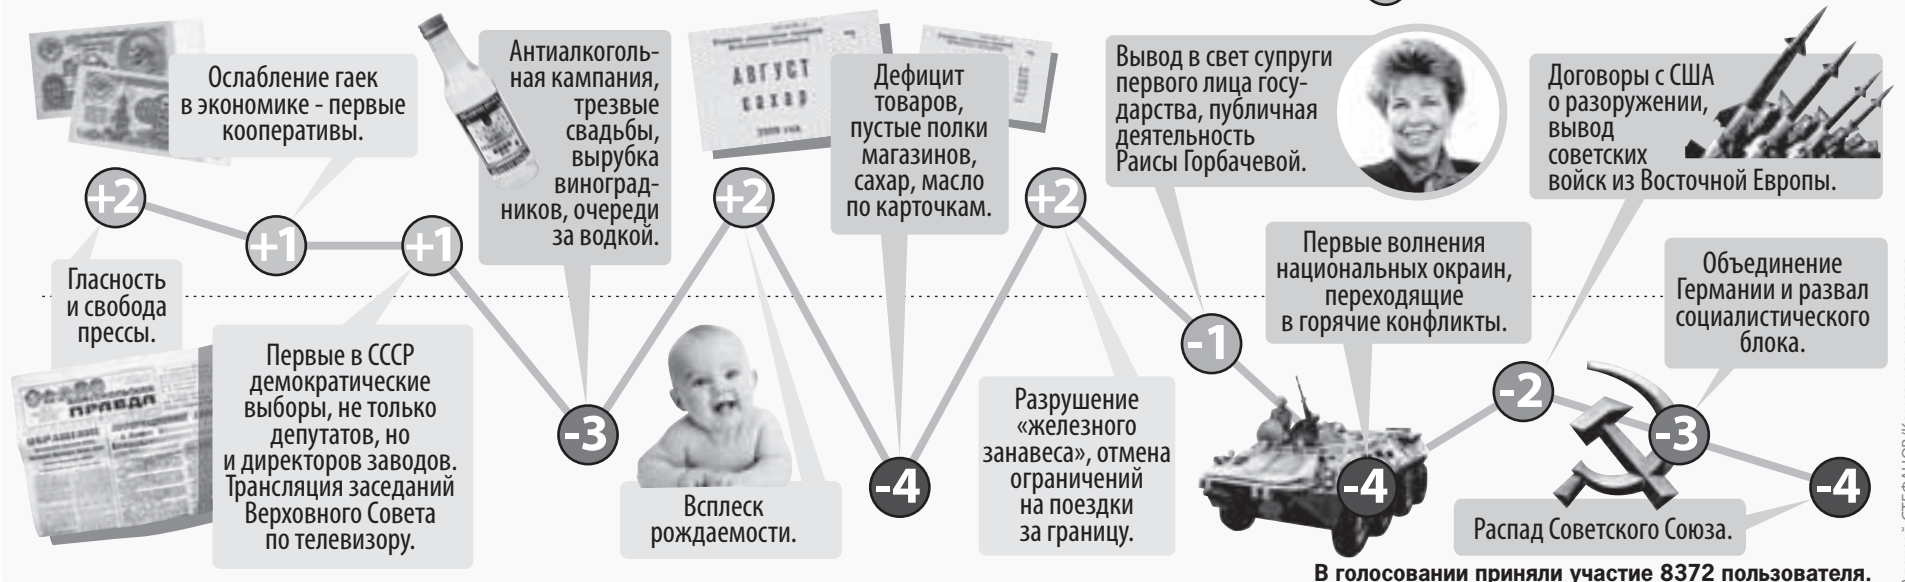 +2
Гласность
и свобода
прессы.
ПРАВДА
+1
Ослабление гаек
в экономике - первые
кооперативы.
+1
Первые в СССР
демократические
выборы, не только
депутатов, но
и директоров заводов.
Трансляция заседаний
Верховного Совета
по телевизору.
-3
Антиалкоголь-
ная кампания,
трезвые
свадьбы,
вырубка
виноград-
ников, очереди
за водкой.
+2
Всплеск
рождаемости.
АВГУСТ
сахар
-4
Дефицит
товаров,
пустые полки
магазинов,
сахар, масло
по карточкам.
+2
Разрушение
«железного
занавеса», отмена
ограничений
на поездки
за границу.
-1
Вывод в свет супруги
первого лица госу-
дарства, публичная
деятельность
Раисы Горбачевой.
-4
Первые волнения
национальных окраин,
переходящие
в горячие конфликты.
-2
Договоры с США
о разоружении,
вывод
советских
войск из Восточной Европы.
-3
Объединение
Германии и развал
социалистического
блока.
-4
Распад Советского Союза.
В голосовании приняли участие 8372 пользователя.